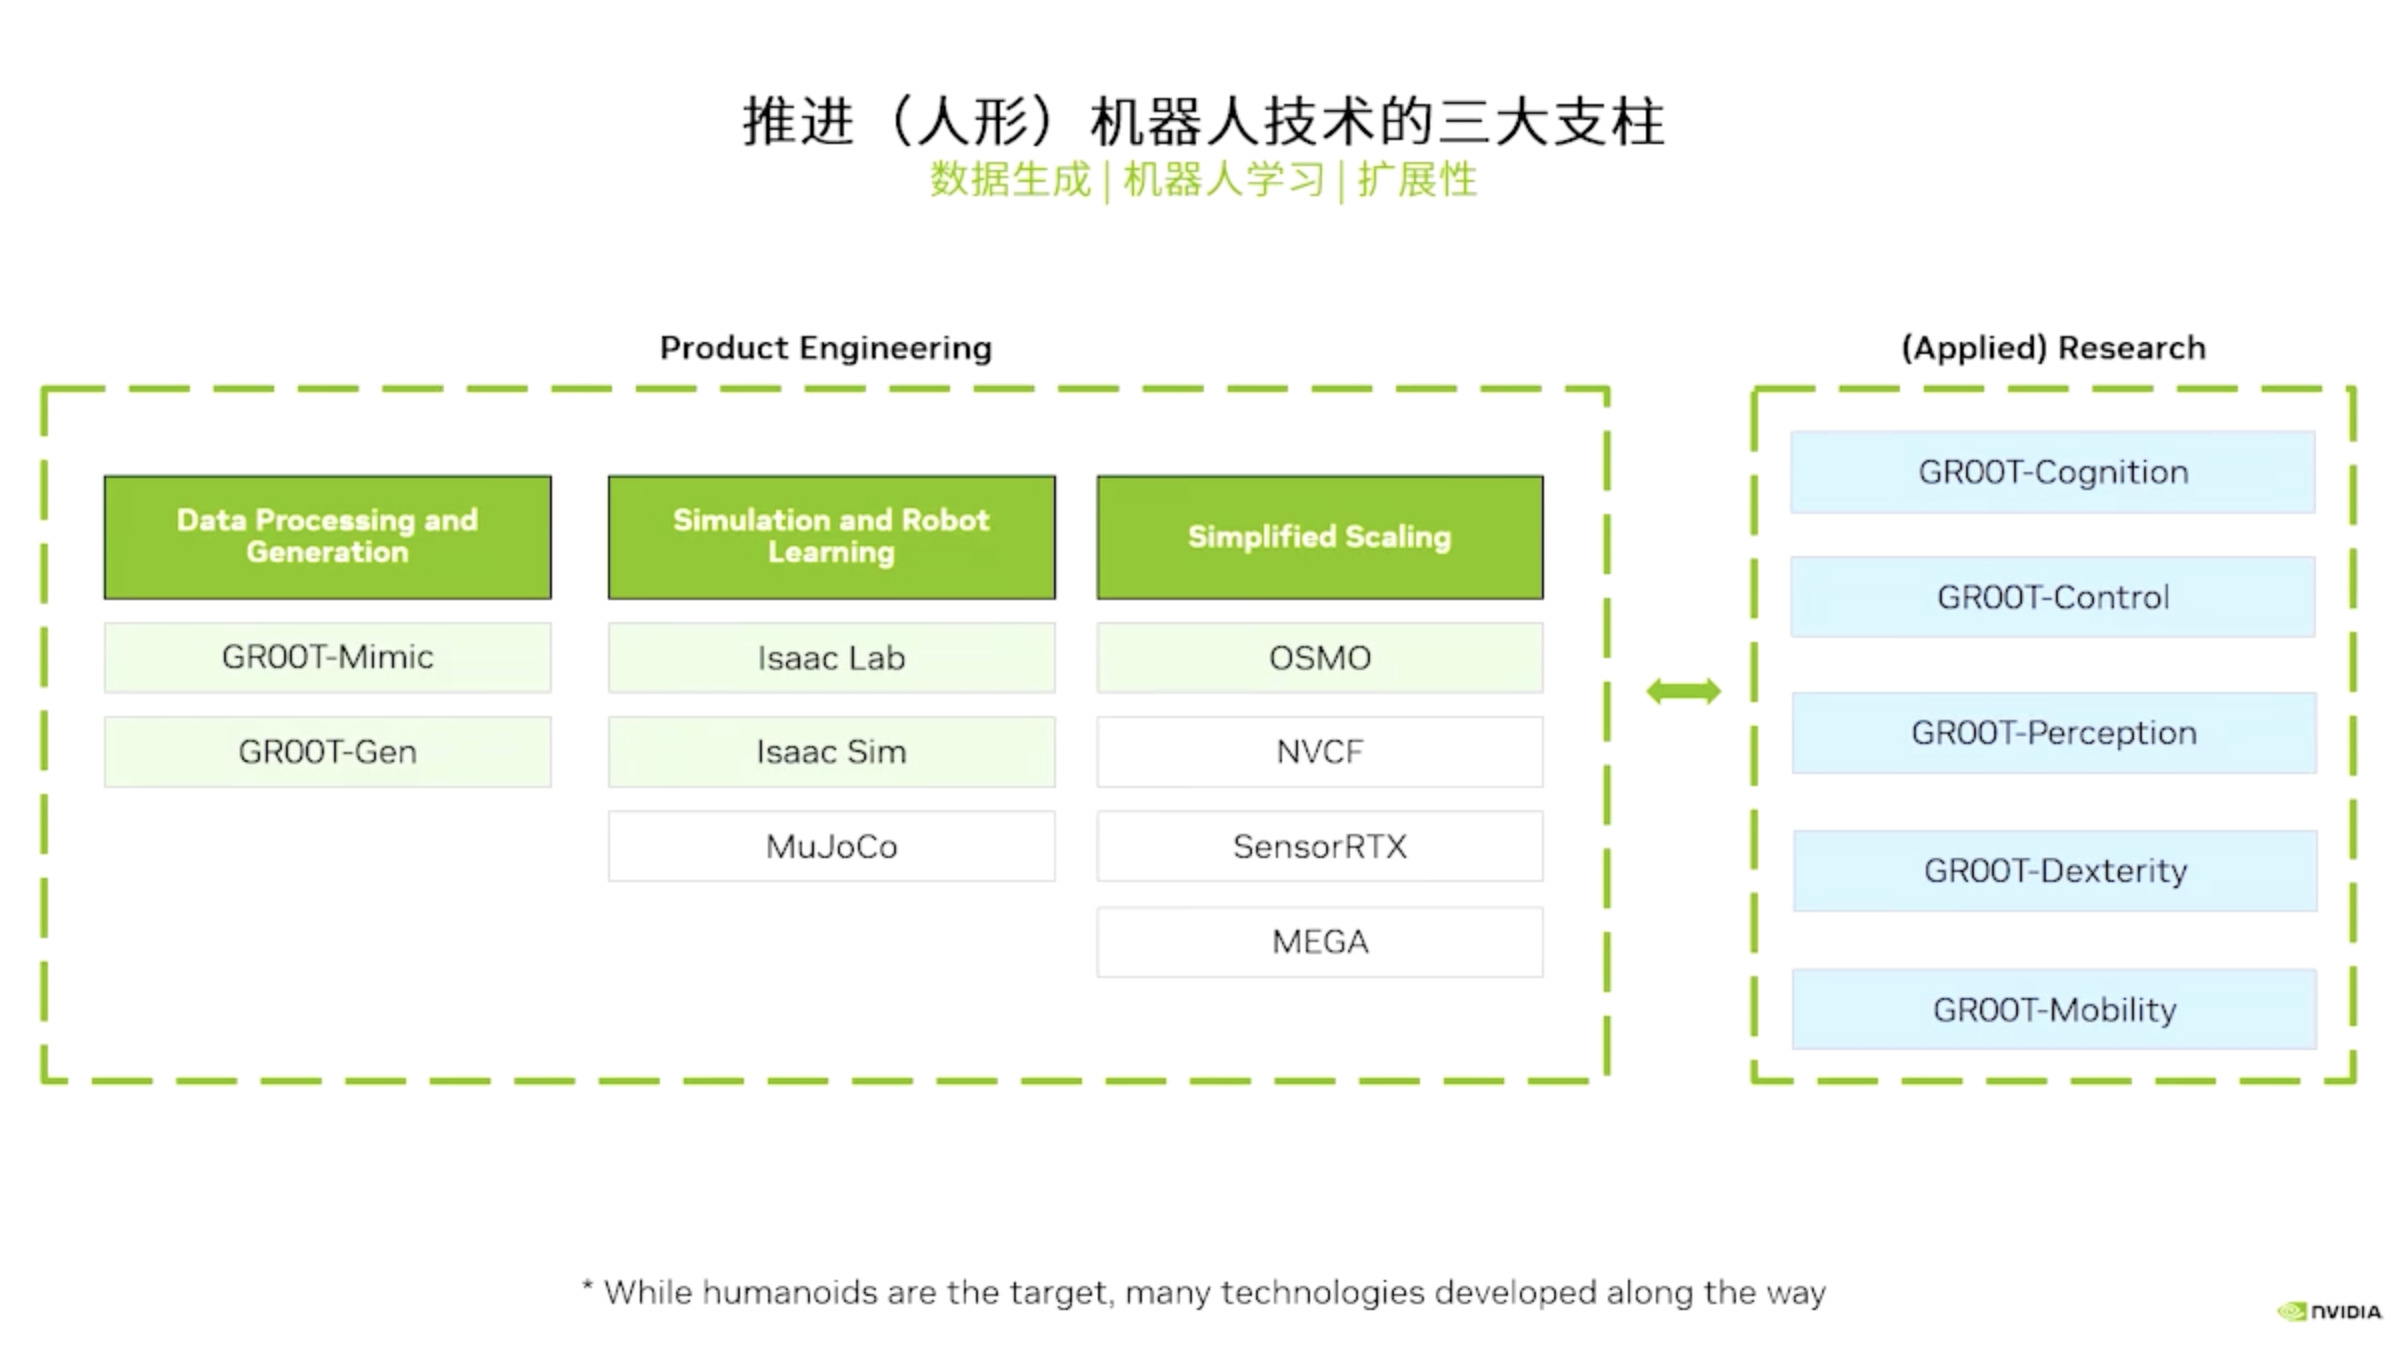 推进（人形）机器人技术的三大支柱
数据生成 | 机器人学习 | 扩展性
Product Engineering
Data Processing and
Generation
GR00T-Mimic
GR00T-Gen
Simulation and Robot
Learning
Isaac Lab
Isaac Sim
MuJoCo
Simplified Scaling
OSMO
NVCF
SensorRTX
MEGA
(Applied) Research
GR00T-Cognition
GR00T-Control
GR00T-Perception
GR00T-Dexterity
GR00T-Mobility
* While humanoids are the target, many technologies developed along the way
NVIDIA